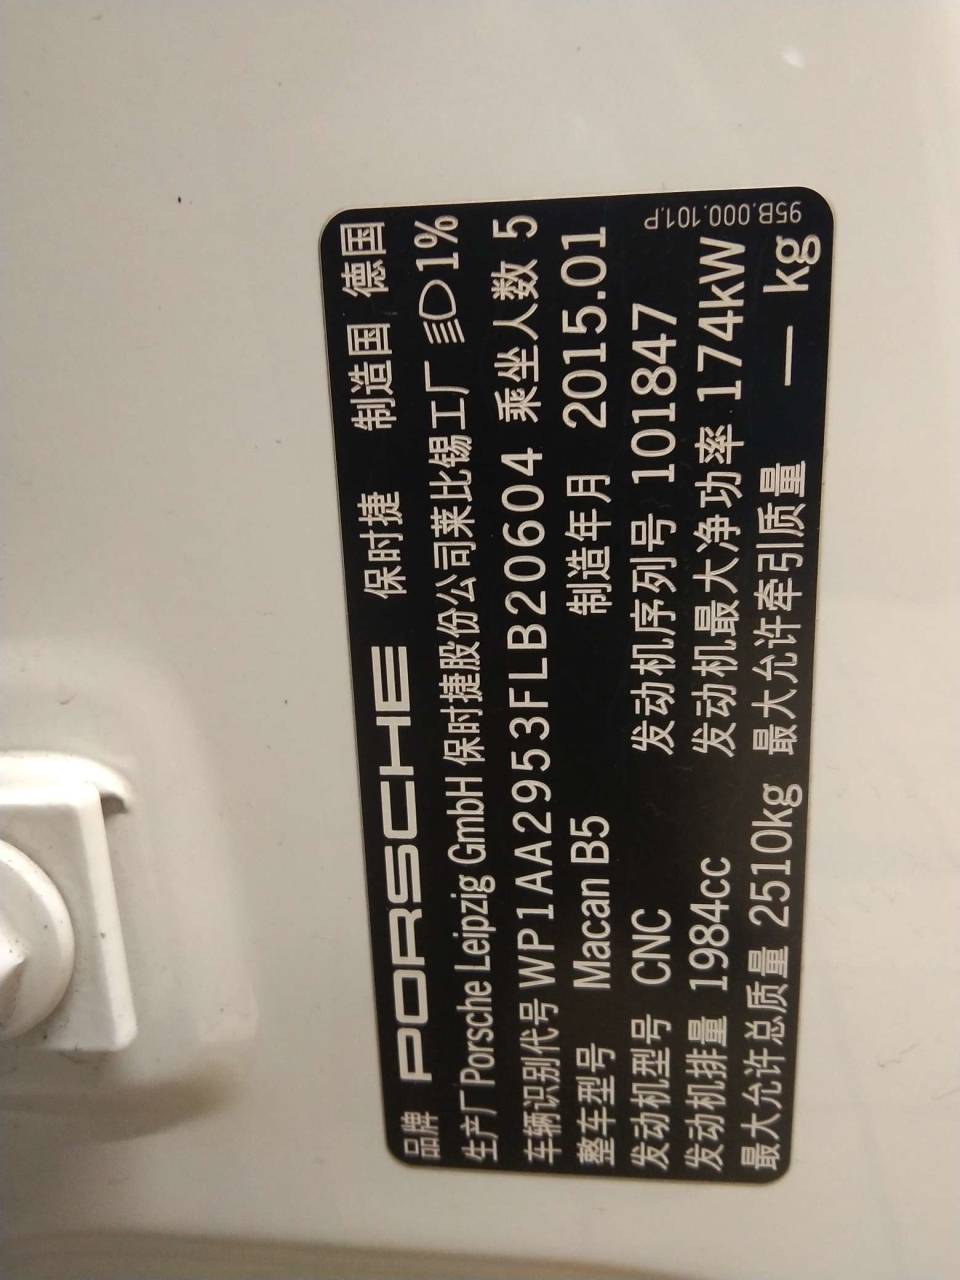 品牌 PORSCHE 保时捷 制造国 德国
生产厂 Porsche Leipzig GmbH 保时捷股份公司莱比锡工厂 1%
车辆识别代号 WP1AA2953FLB20604 乘坐人数 5
整车型号 Macan B5 制造年月 2015.01
发动机型号 CNC 发动机序列号 101847
发动机排量 1984cc 发动机最大净功率 174kW
最大允许总质量 2510kg 最大允许牵引质量 — kg
95B.000.101.P